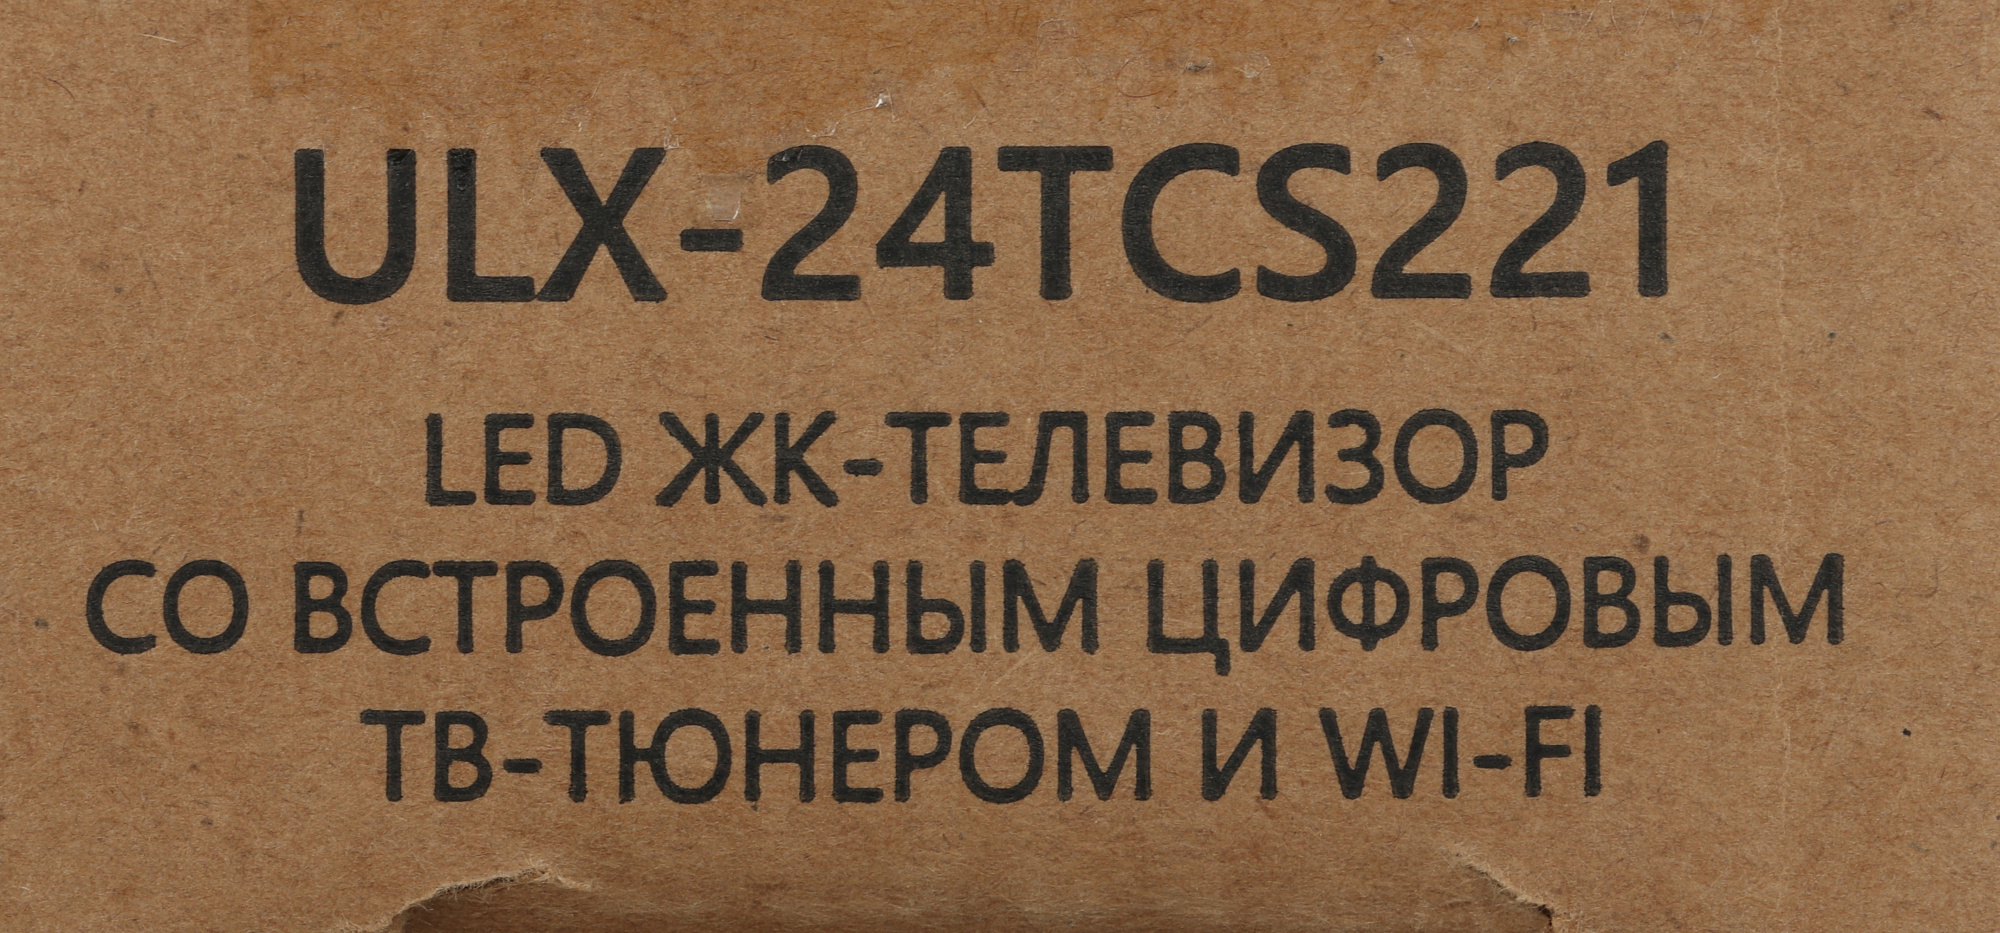 ULX-24TCS221
LED ЖК-ТЕЛЕВИЗОР
СО ВСТРОЕННЫМ ЦИФРОВЫМ
ТВ-ТЮНЕРОМ И WI-FI